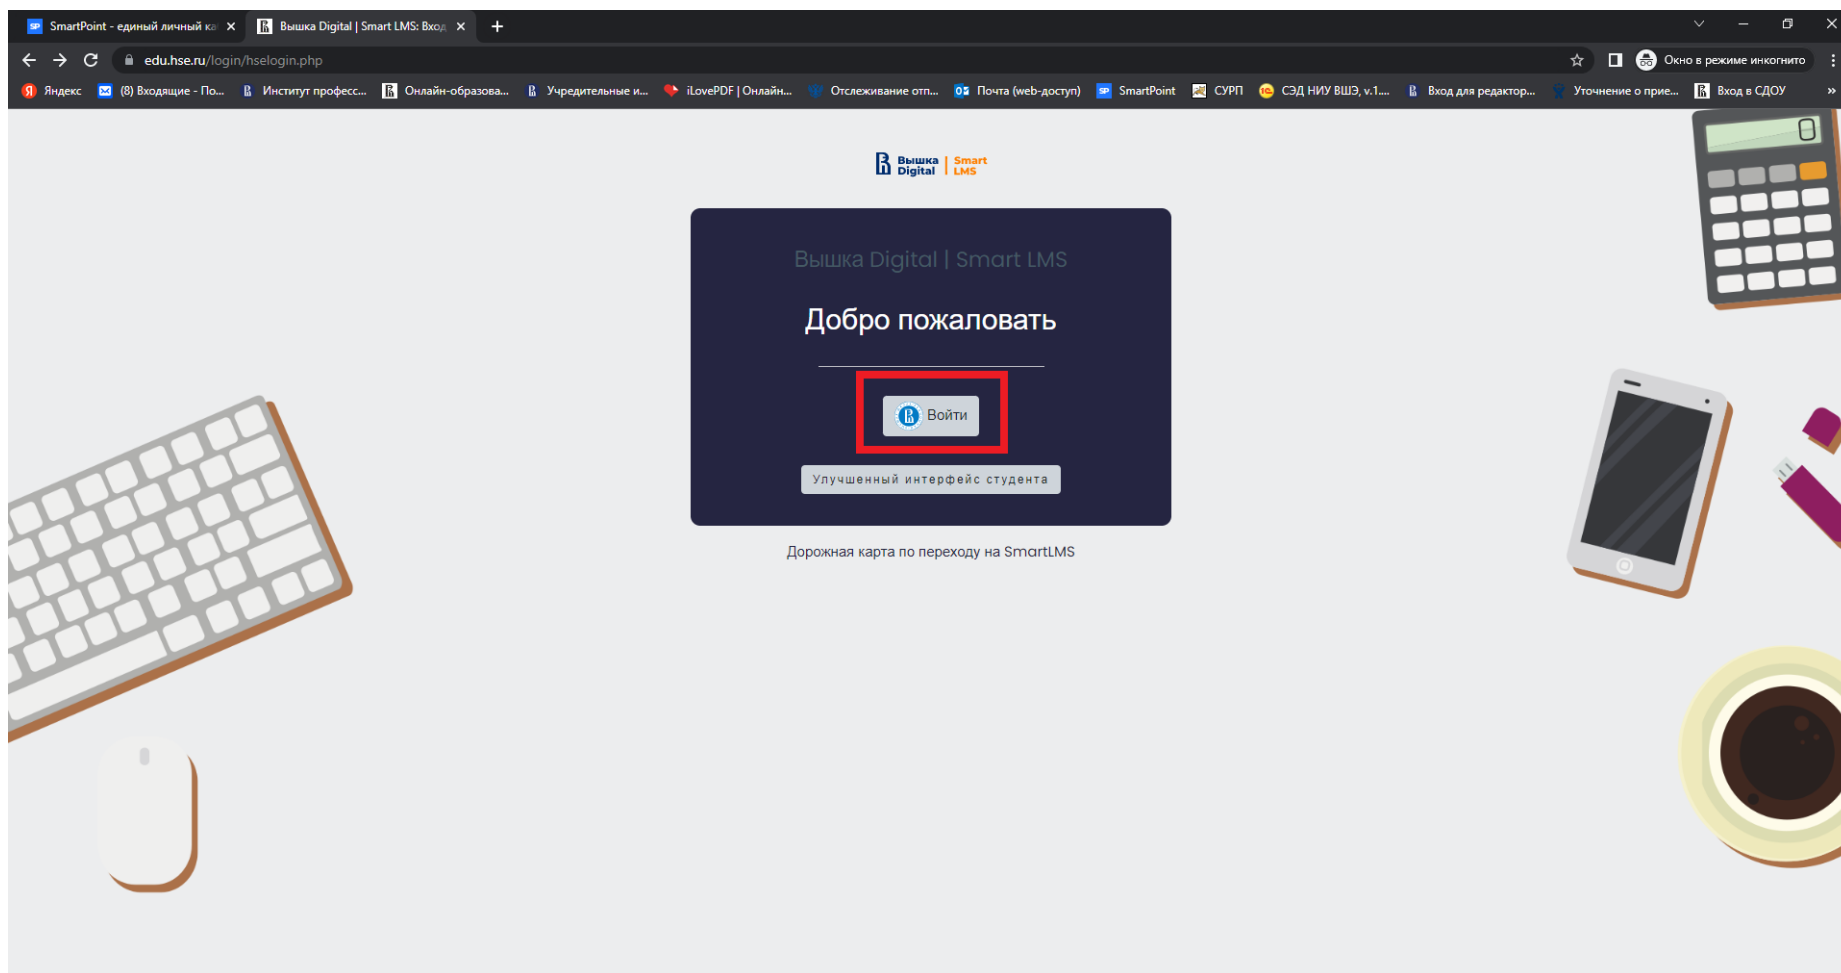 SmartPoint - единый личный ка
Вышка Digital | Smart LMS: Вход
edu.hse.ru/login/hselogin.php
Окно в режиме инкогнито
Яндекс
(8) Входящие - По...
Институт професс...
Онлайн-образова...
Учредительные и...
iLovePDF | Онлайн...
Отслеживание отп...
Почта (web-доступ)
SmartPoint
СУРП
СЭД НИУ ВШЭ, v.1....
Вход для редактор...
Уточнение о прие...
Вход в СДОУ
Вышка Digital | Smart LMS
Вышка Digital | Smart LMS
Добро пожаловать
Войти
Улучшенный интерфейс студента
Дорожная карта по переходу на SmartLMS
0